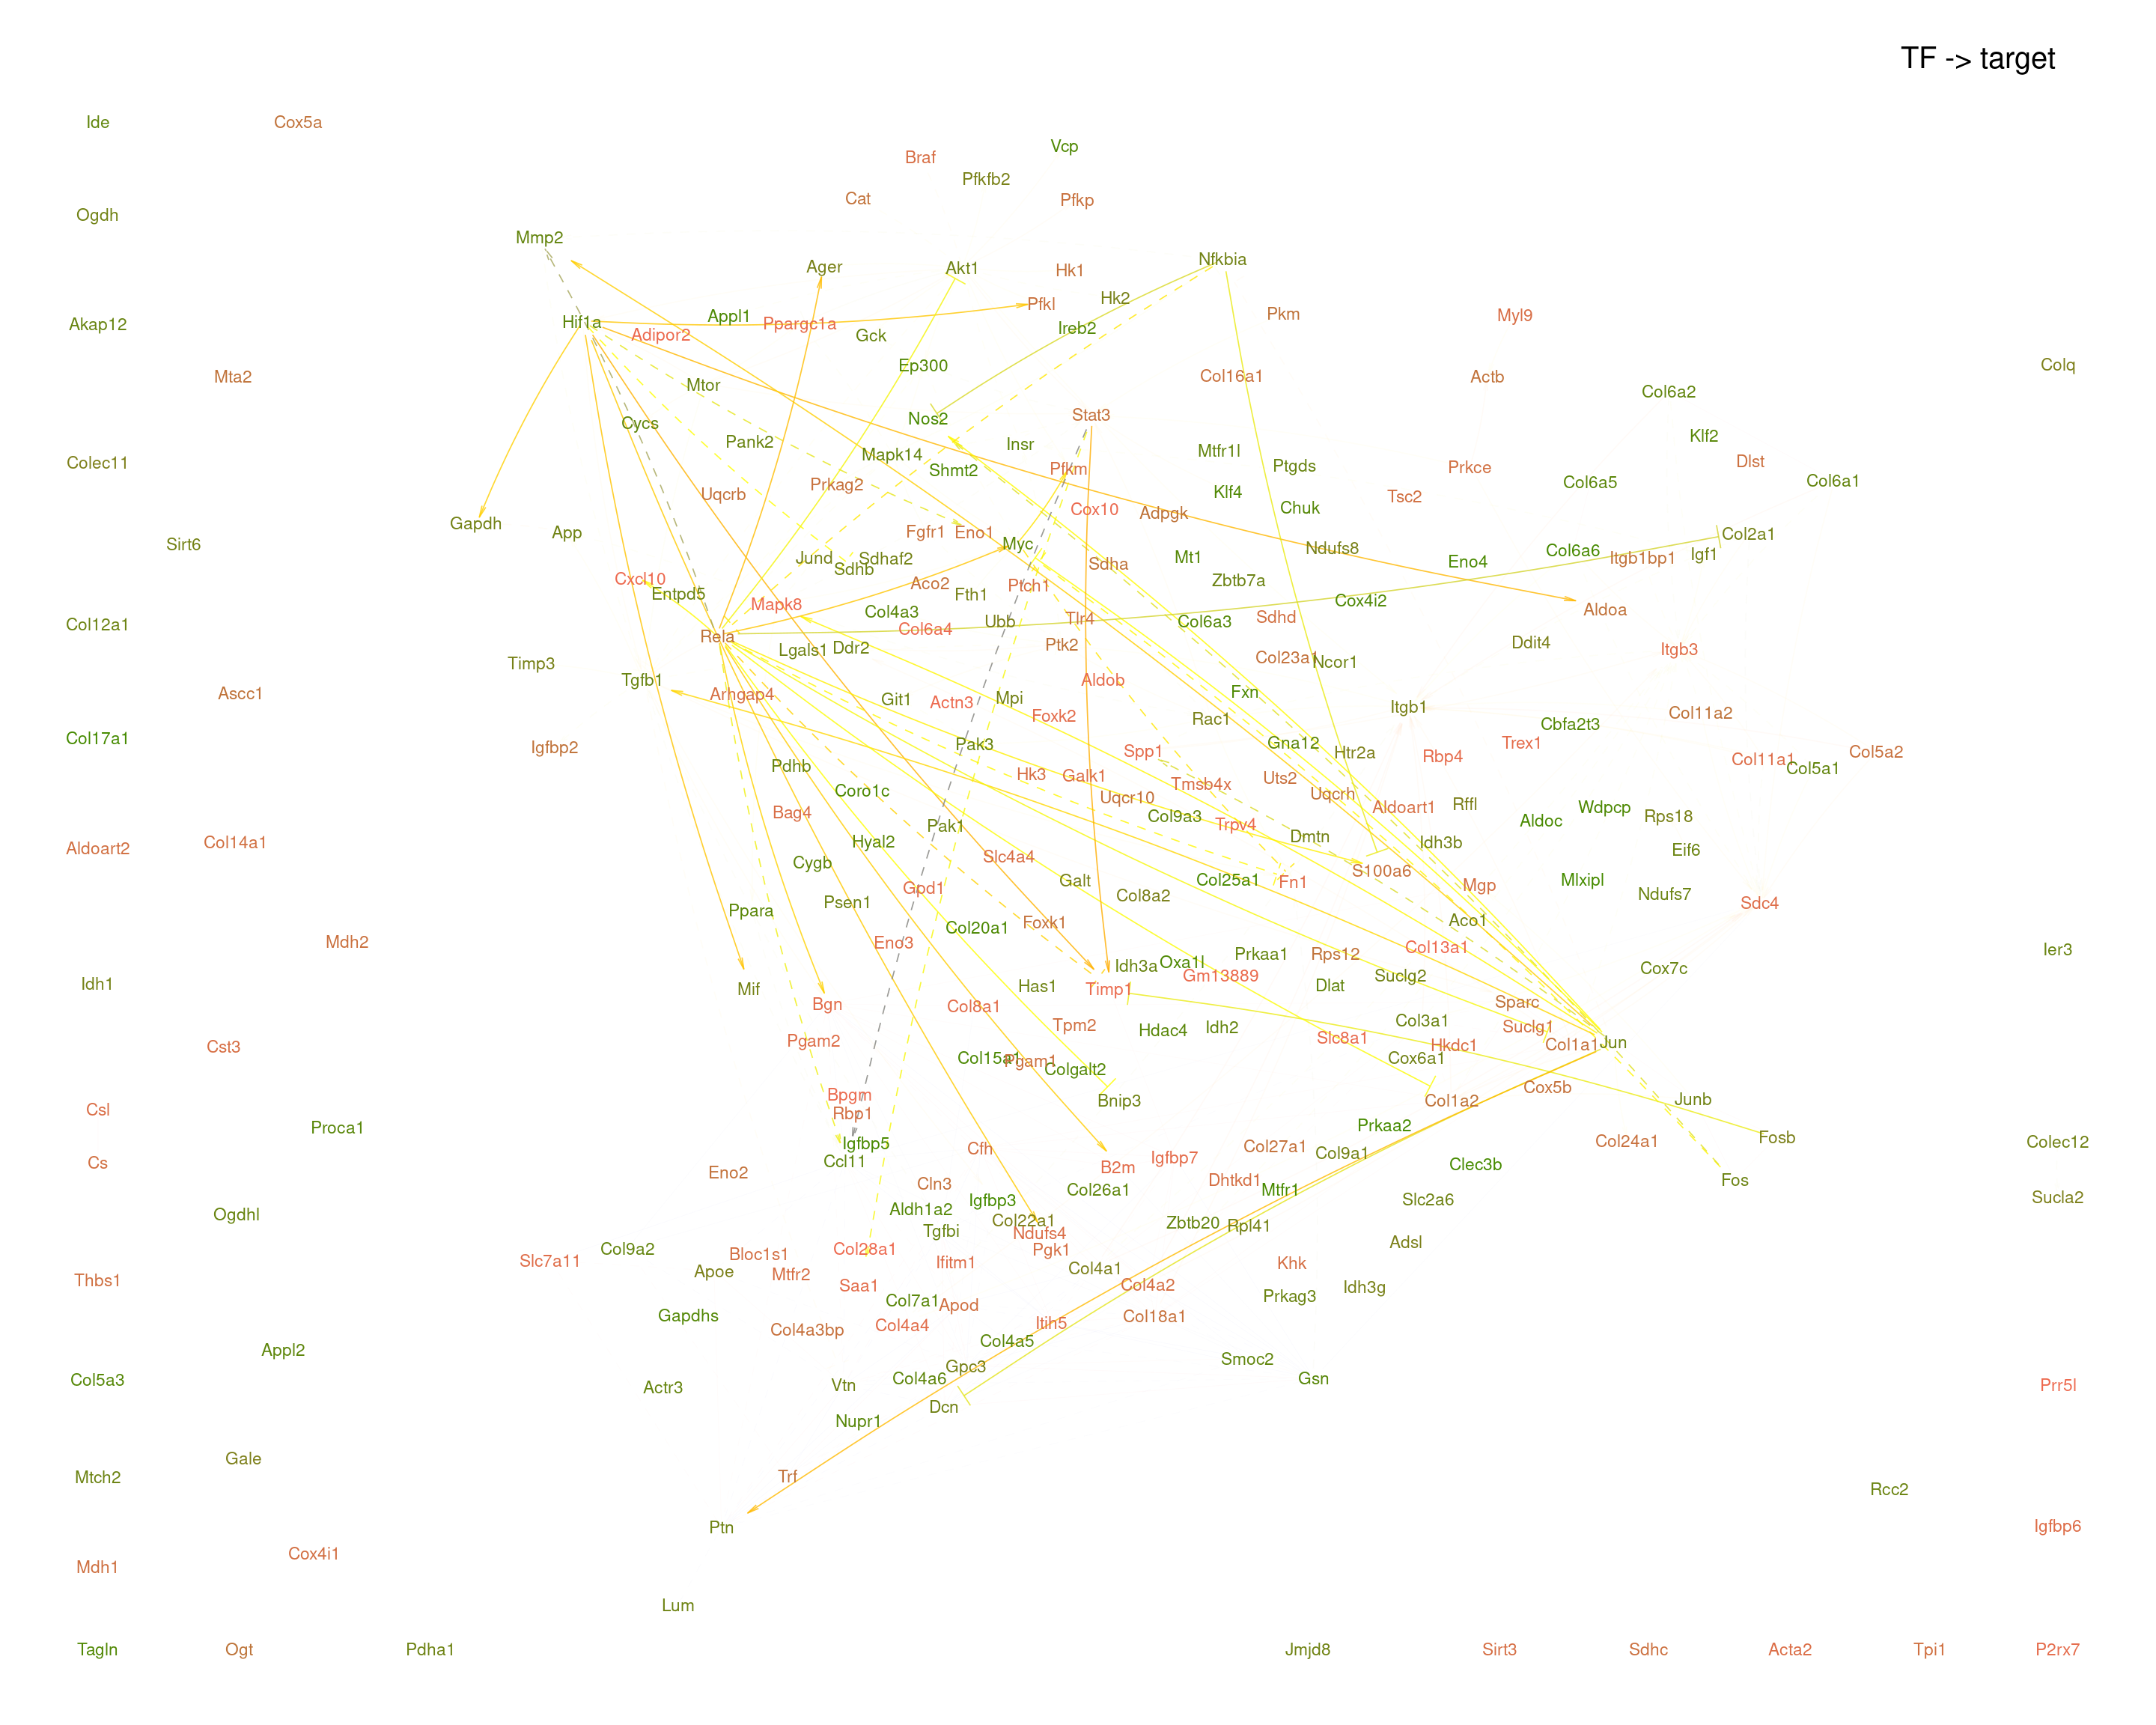 TF -> target
Ide
Cox5a
Vcp
Braf
Pfkfb2
Cat
Pfkp
Ogdh
Mmp2
Nfkbia
Ager
Akt1
Hk1
Hk2
Pfkl
Pkm
Myl9
Appl1
Ppargc1a
Hif1a
Akap12
Ireb2
Adipor2
Gck
Ep300
Colq
Mta2
Col16a1
Actb
Mtor
Col6a2
Stat3
Nos2
Cycs
Klf2
Pank2
Insr
Mtfr1l
Mapk14
Colec11
Dlst
Ptgds
Prkce
Pfkm
Shmt2
Col6a1
Col6a5
Prkag2
Klf4
Uqcrb
Tsc2
Chuk
Cox10
Adpgk
Gapdh
App
Fgfr1
Eno1
Col2a1
Sirt6
Myc
Ndufs8
Col6a6
Igf1
Jund
Sdhaf2
Mt1
Itgb1bp1
Eno4
Sdha
Sdhb
Cxcl10
Zbtb7a
Aco2
Ptch1
Entpd5
Fth1
Cox4i2
Mapk8
Aldoa
Col4a3
Sdhd
Tlr4
Ubb
Col6a3
Col12a1
Col6a4
Rela
Ddit4
Ptk2
Ddr2
Lgals1
Itgb3
Col23a1
Ncor1
Timp3
Tgfb1
Aldob
Fxn
Ascc1
Arhgap4
Git1
Mpi
Actn3
Itgb1
Col11a2
Foxk2
Rac1
Cbfa2t3
Col17a1
Pak3
Gna12
Trex1
Igfbp2
Spp1
Htr2a
Col5a2
Rbp4
Col11a1
Pdhb
Col5a1
Hk3
Galk1
Uts2
Tmsb4x
Coro1c
Uqcr10
Uqcrh
Rffl
Aldoart1
Wdpcp
Bag4
Col9a3
Rps18
Aldoc
Trpv4
Pak1
Dmtn
Hyal2
Idh3b
Col14a1
Aldoart2
Eif6
Slc4a4
Cygb
S100a6
Galt
Col25a1
Fn1
Mlxipl
Mgp
Gpd1
Ndufs7
Col8a2
Psen1
Sdc4
Ppara
Aco1
Foxk1
Col20a1
Mdh2
Eno3
Col13a1
Ier3
Prkaa1
Rps12
Oxa1l
Idh3a
Cox7c
Gm13889
Suclg2
Idh1
Has1
Dlat
Mif
Timp1
Bgn
Sparc
Col8a1
Col3a1
Tpm2
Idh2
Suclg1
Hdac4
Slc8a1
Pgam2
Jun
Col1a1
Hkdc1
Cst3
Col15a1
Pgam1
Cox6a1
Colgalt2
Cox5b
Bpgm
Junb
Bnip3
Col1a2
Csl
Rbp1
Prkaa2
Proca1
Fosb
Col24a1
Colec12
Igfbp5
Col27a1
Cfh
Col9a1
Igfbp7
Ccl11
Cs
Clec3b
B2m
Eno2
Dhtkd1
Fos
Cln3
Col26a1
Mtfr1
Sucla2
Igfbp3
Slc2a6
Aldh1a2
Ogdhl
Col22a1
Zbtb20
Rpl41
Tgfbi
Ndufs4
Adsl
Col9a2
Col28a1
Pgk1
Bloc1s1
Slc7a11
Ifitm1
Khk
Col4a1
Apoe
Mtfr2
Thbs1
Saa1
Col4a2
Idh3g
Prkag3
Col7a1
Apod
Gapdhs
Col18a1
Itih5
Col4a4
Col4a3bp
Col4a5
Appl2
Smoc2
Gpc3
Col4a6
Gsn
Col5a3
Vtn
Prr5l
Actr3
Dcn
Nupr1
Gale
Trf
Mtch2
Rcc2
Ptn
Igfbp6
Cox4i1
Mdh1
Lum
Tagln
Ogt
Pdha1
Jmjd8
Sirt3
Sdhc
Acta2
Tpi1
P2rx7